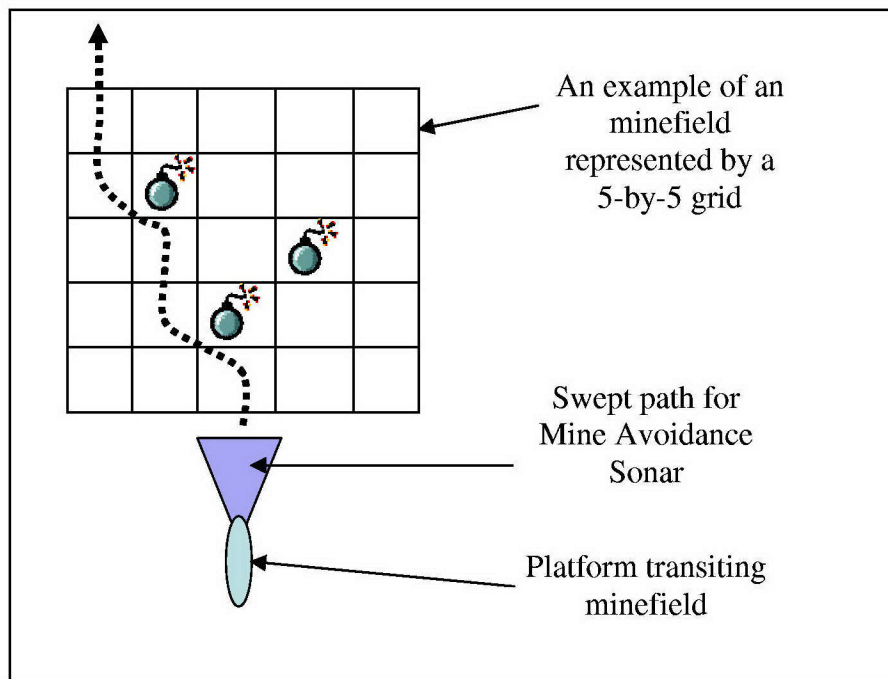 An example of an
minefield
represented by a
5-by-5 grid
Swept path for
Mine Avoidance
Sonar
Platform transiting
minefield